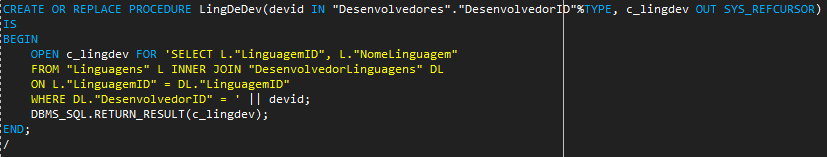 CREATE OR REPLACE PROCEDURE LingDeDev(devid IN "Desenvolvedores"."DesenvolvedorID"%TYPE, c_lingdev OUT SYS_REFCURSOR)
IS
BEGIN
    OPEN c_lingdev FOR 'SELECT L."LinguagemID", L."NomeLinguagem"
    FROM "Linguagens" L INNER JOIN "DesenvolvedorLinguagens" DL
    ON L."LinguagemID" = DL."LinguagemID"
    WHERE DL."DesenvolvedorID" = ' || devid;
    DBMS_SQL.RETURN_RESULT(c_lingdev);
END;
/